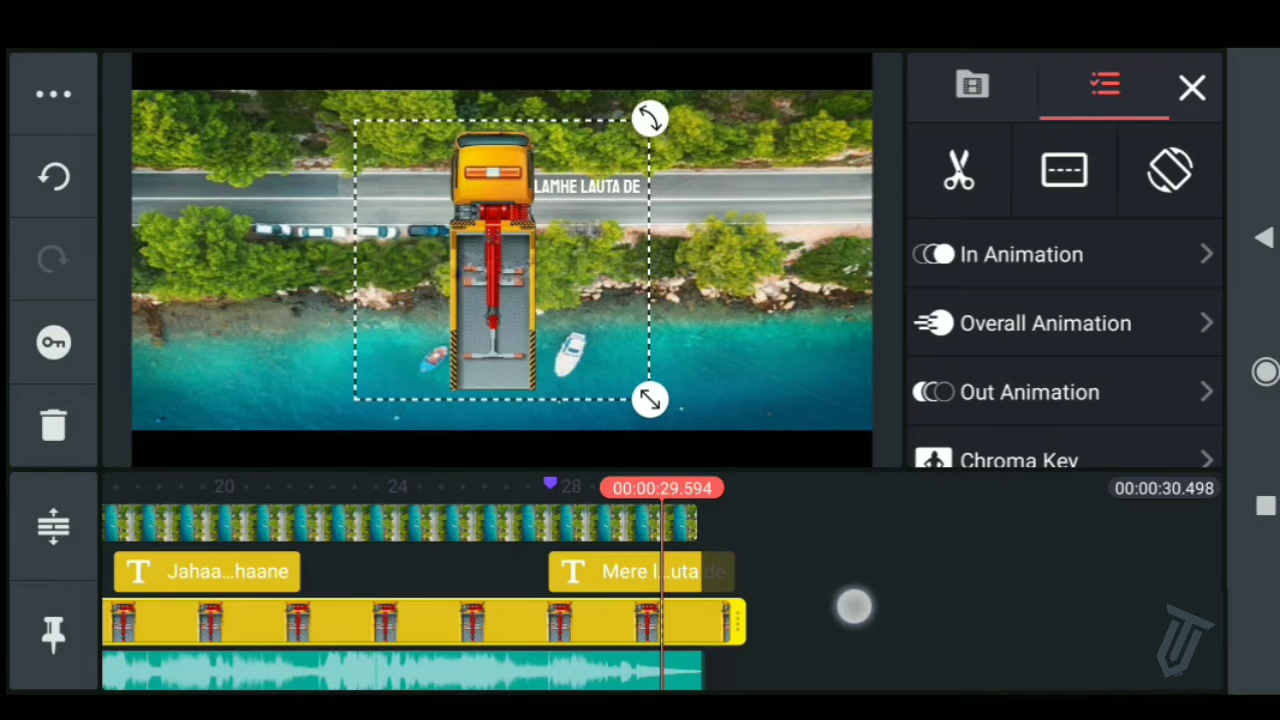 LAMHE LAUTA DE
In Animation
Overall Animation
Out Animation
Chroma Key
20
24
28
00:00:29.594
00:00:30.498
T Jahaa...haane
T Mere l...uta de